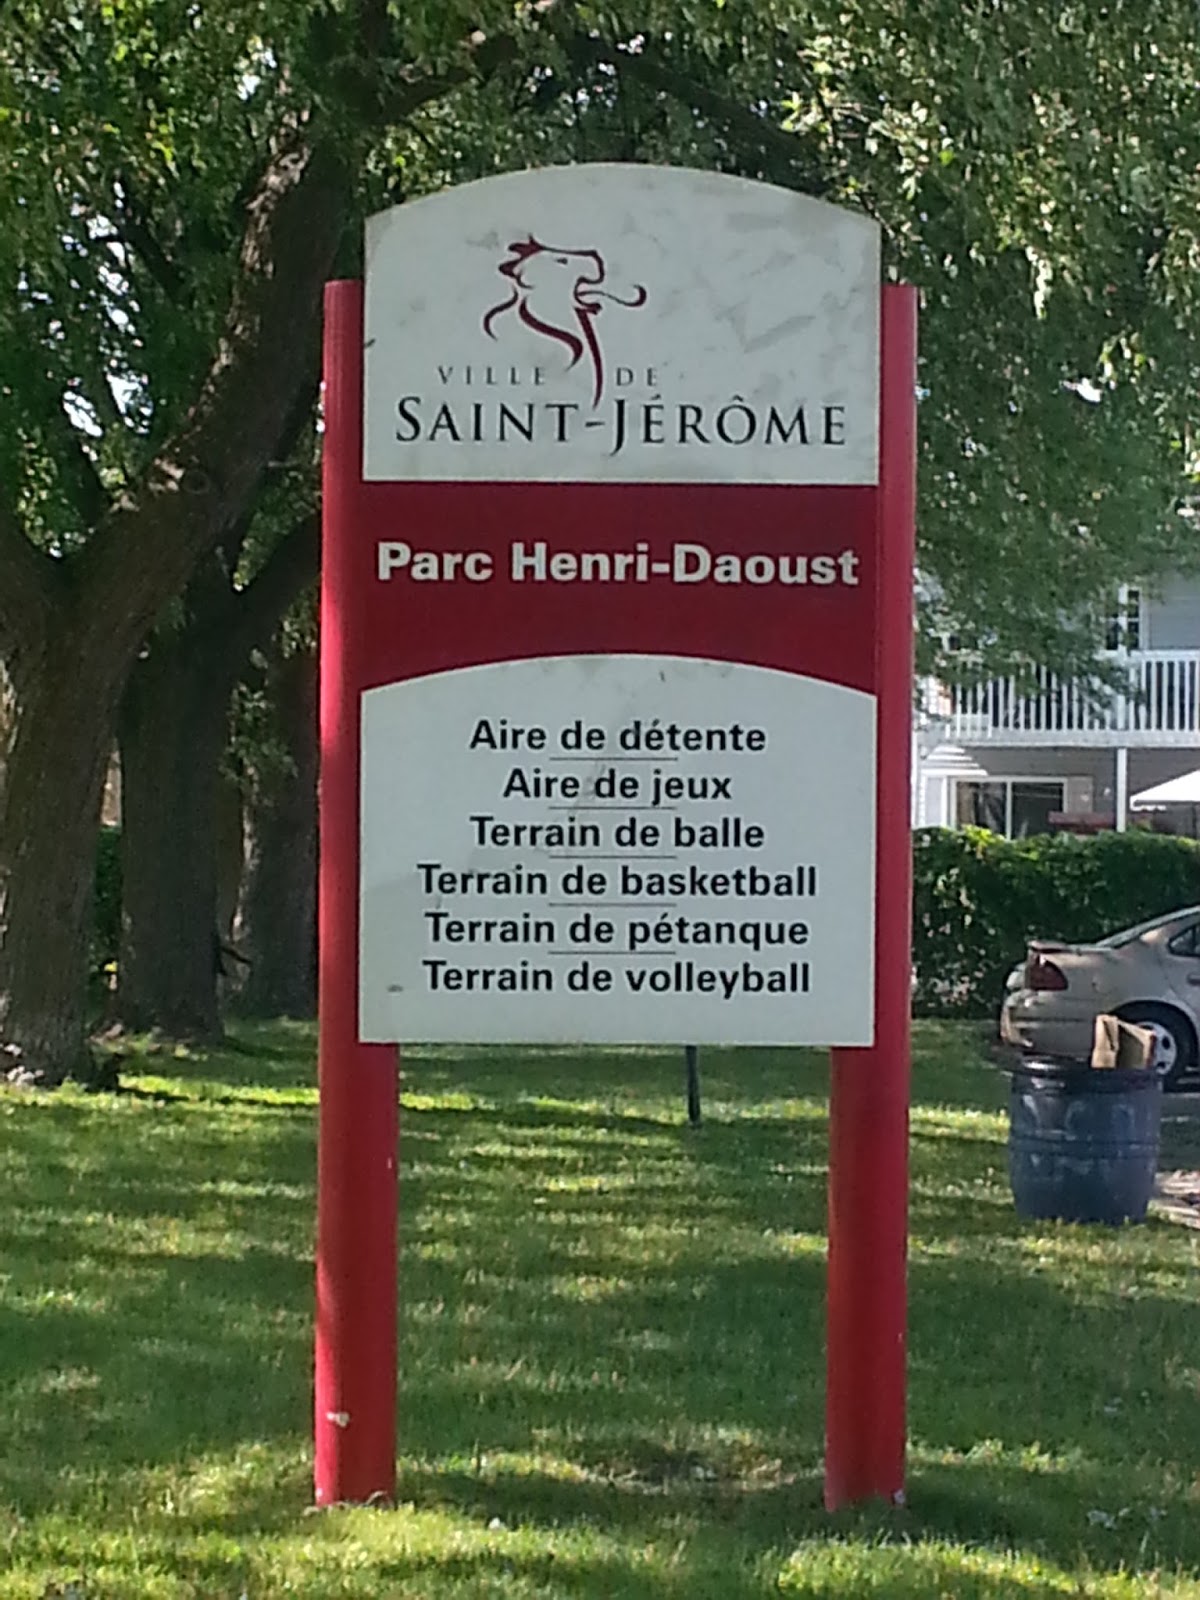 VILLE DE
SAINT-JÉRÔME
Parc Henri-Daoust
Aire de détente
Aire de jeux
Terrain de balle
Terrain de basketball
Terrain de pétanque
Terrain de volleyball